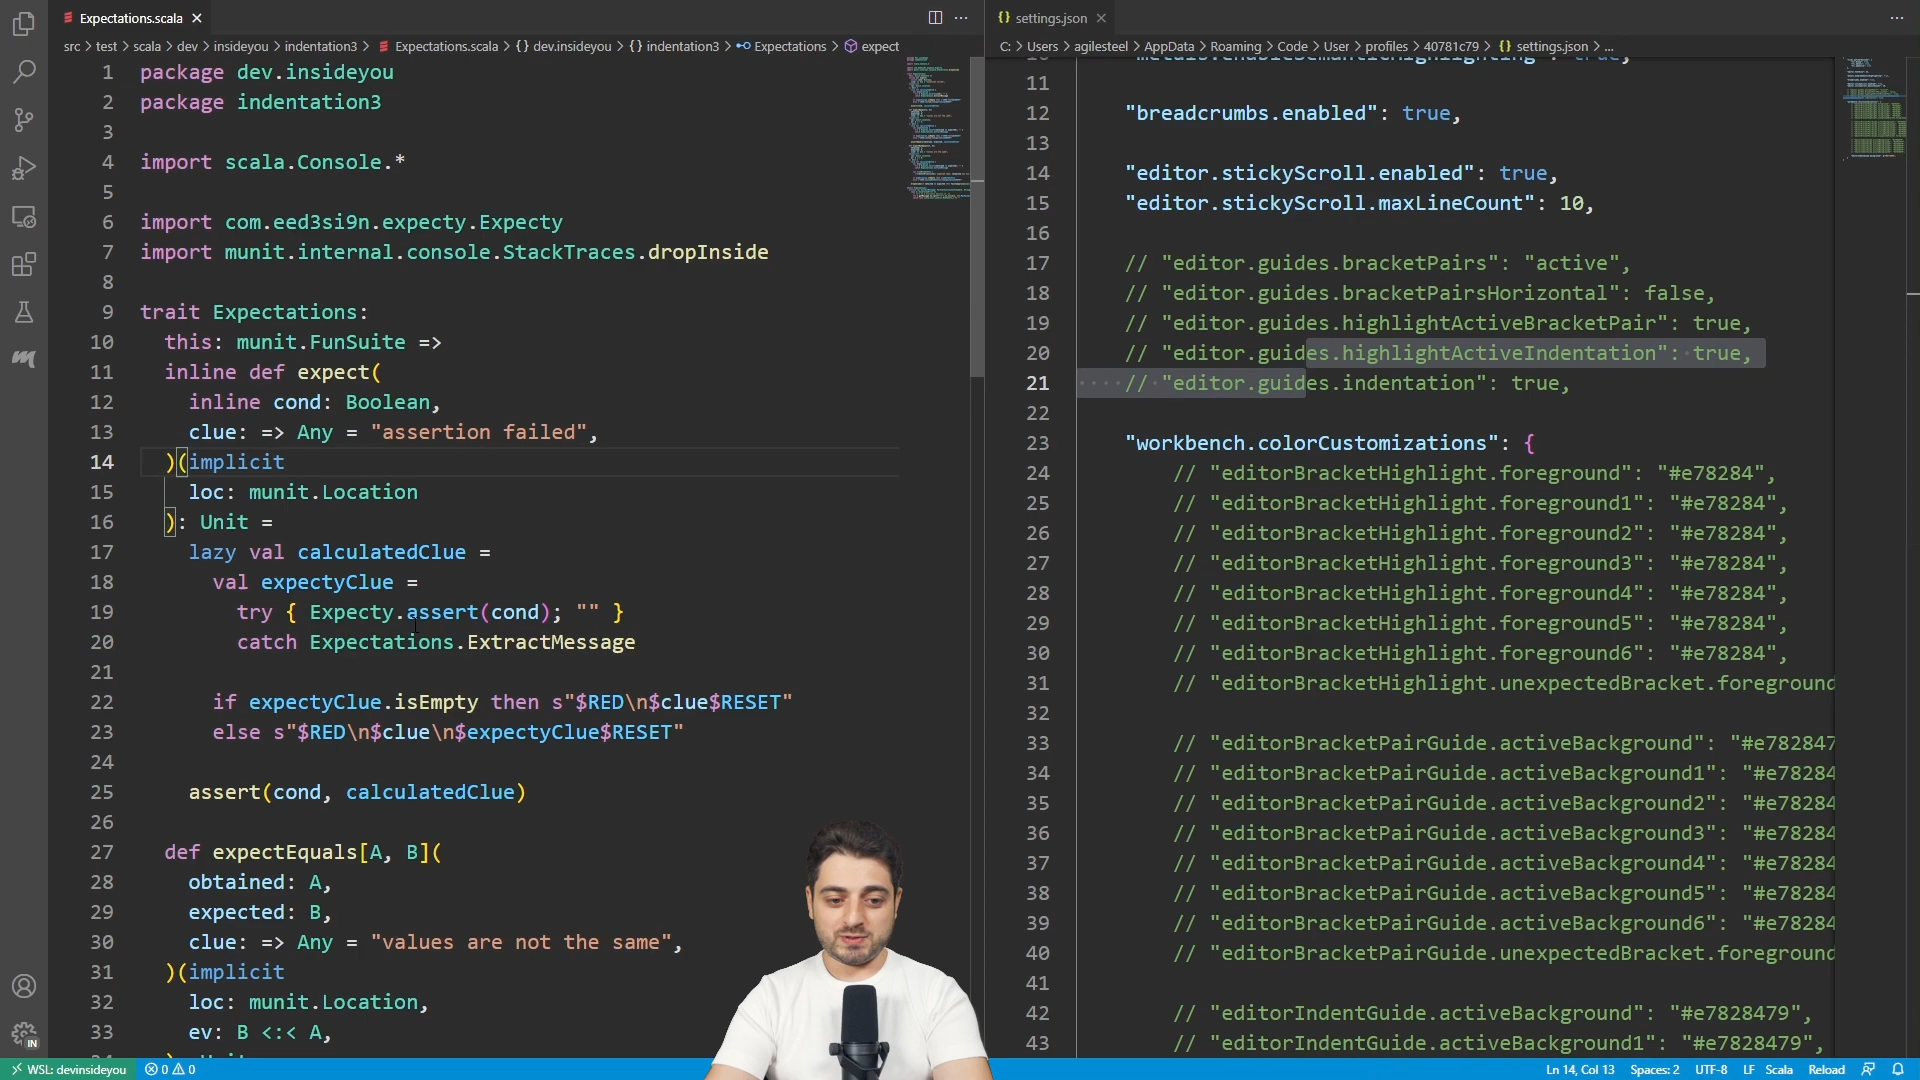 Expectations.scala
settings.json
src > test > scala > dev > insideyou > indentation3 > Expectations.scala > {} dev.insideyou > {} indentation3 > Expectations > expect
C: > Users > agilesteel > AppData > Roaming > Code > User > profiles > 40781c79 > {} settings.json > ...
1 package dev.insideyou
2 package indentation3
3
4 import scala.Console.*
5
6 import com.eed3si9n.expecty.Expecty
7 import munit.internal.console.StackTraces.dropInside
8
9 trait Expectations:
10 this: munit.FunSuite =>
11 inline def expect(
12 inline cond: Boolean,
13 clue: => Any = "assertion failed",
14 )(implicit
15 loc: munit.Location
16 ): Unit =
17 lazy val calculatedClue =
18 val expectyClue =
19 try { Expecty.assert(cond); "" }
20 catch Expectations.ExtractMessage
21
22 if expectyClue.isEmpty then s"$RED\n$clue$RESET"
23 else s"$RED\n$clue\n$expectyClue$RESET"
24
25 assert(cond, calculatedClue)
26
27 def expectEquals[A, B](
28 obtained: A,
29 expected: B,
30 clue: => Any = "values are not the same",
31 )(implicit
32 loc: munit.Location,
33 ev: B <:< A,
"metals.enableSemanticHighlighting": true,
11
12 "breadcrumbs.enabled": true,
13
14 "editor.stickyScroll.enabled": true,
15 "editor.stickyScroll.maxLineCount": 10,
16
17 // "editor.guides.bracketPairs": "active",
18 // "editor.guides.bracketPairsHorizontal": false,
19 // "editor.guides.highlightActiveBracketPair": true,
20 // "editor.guides.highlightActiveIndentation": true,
21 // "editor.guides.indentation": true,
22
23 "workbench.colorCustomizations": {
24 // "editorBracketHighlight.foreground": "#e78284",
25 // "editorBracketHighlight.foreground1": "#e78284",
26 // "editorBracketHighlight.foreground2": "#e78284",
27 // "editorBracketHighlight.foreground3": "#e78284",
28 // "editorBracketHighlight.foreground4": "#e78284",
29 // "editorBracketHighlight.foreground5": "#e78284",
30 // "editorBracketHighlight.foreground6": "#e78284",
31 // "editorBracketHighlight.unexpectedBracket.foreground
32
33 // "editorBracketPairGuide.activeBackground": "#e782847
34 // "editorBracketPairGuide.activeBackground1": "#e78284
35 // "editorBracketPairGuide.activeBackground2": "#e78284
36 // "editorBracketPairGuide.activeBackground3": "#e78284
37 // "editorBracketPairGuide.activeBackground4": "#e78284
38 // "editorBracketPairGuide.activeBackground5": "#e78284
39 // "editorBracketPairGuide.activeBackground6": "#e78284
40 // "editorBracketPairGuide.unexpectedBracket.foreground
41
42 // "editorIndentGuide.activeBackground": "#e7828479",
43 // "editorIndentGuide.activeBackground1": "#e7828479",
IN
WSL: devinsideyou 0 0 Ln 14, Col 13 Spaces: 2 UTF-8 LF Scala Reload